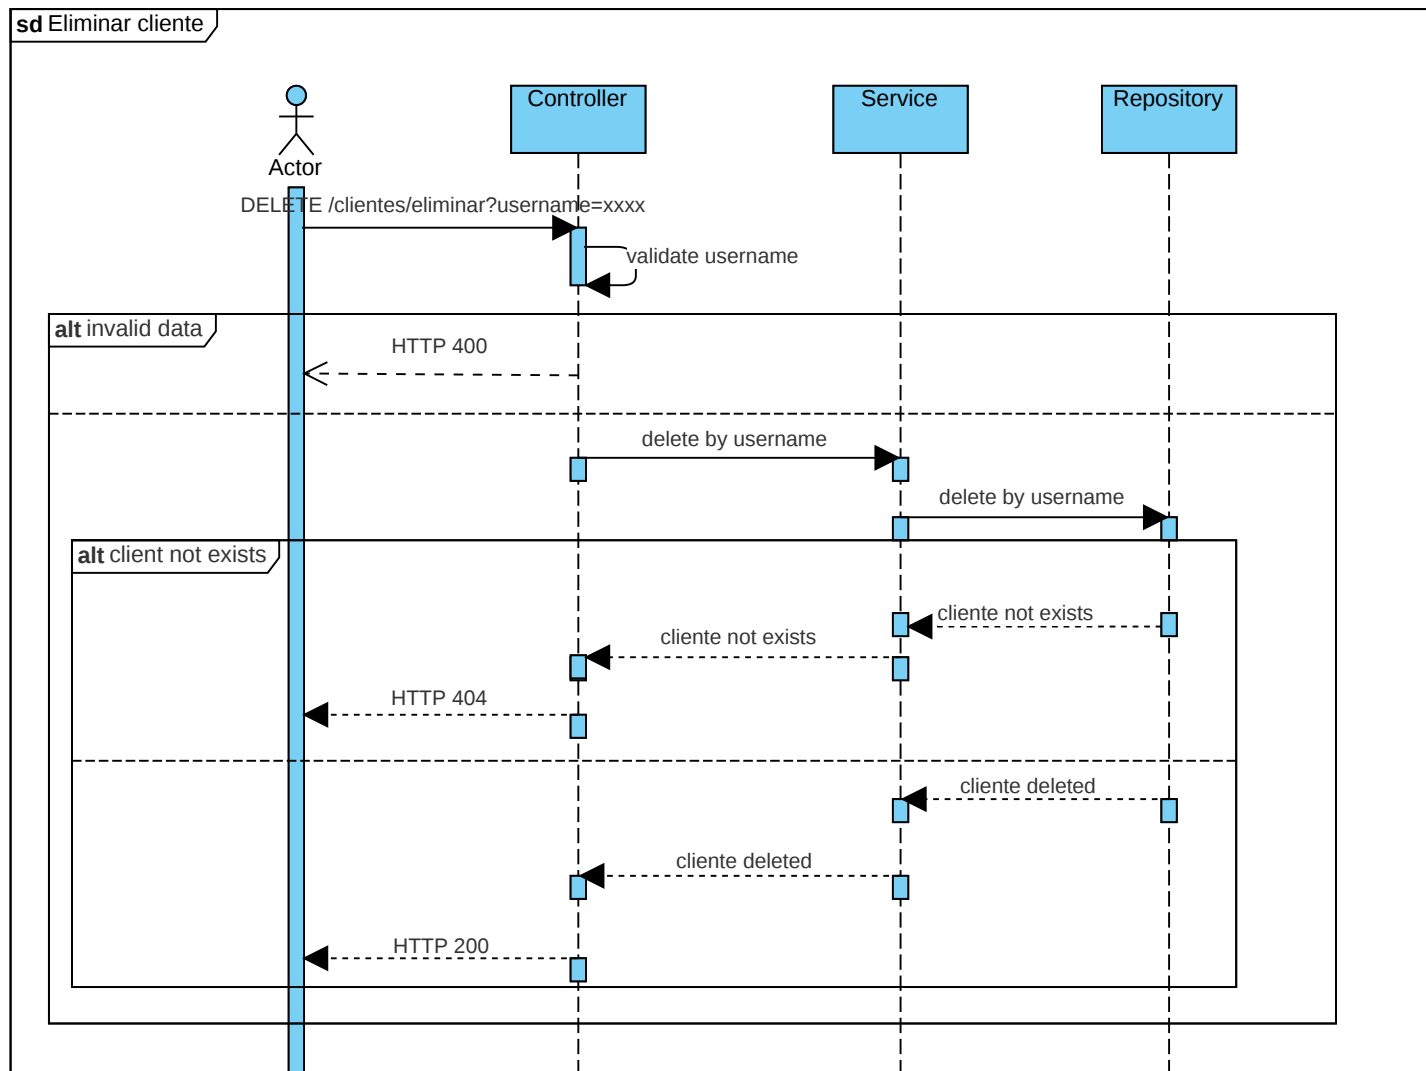 sd Eliminar cliente
Actor
Controller
Service
Repository
DELETE /clientes/eliminar?username=xxxx
validate username
alt invalid data
HTTP 400
delete by username
delete by username
alt client not exists
cliente not exists
cliente not exists
HTTP 404
cliente deleted
cliente deleted
HTTP 200